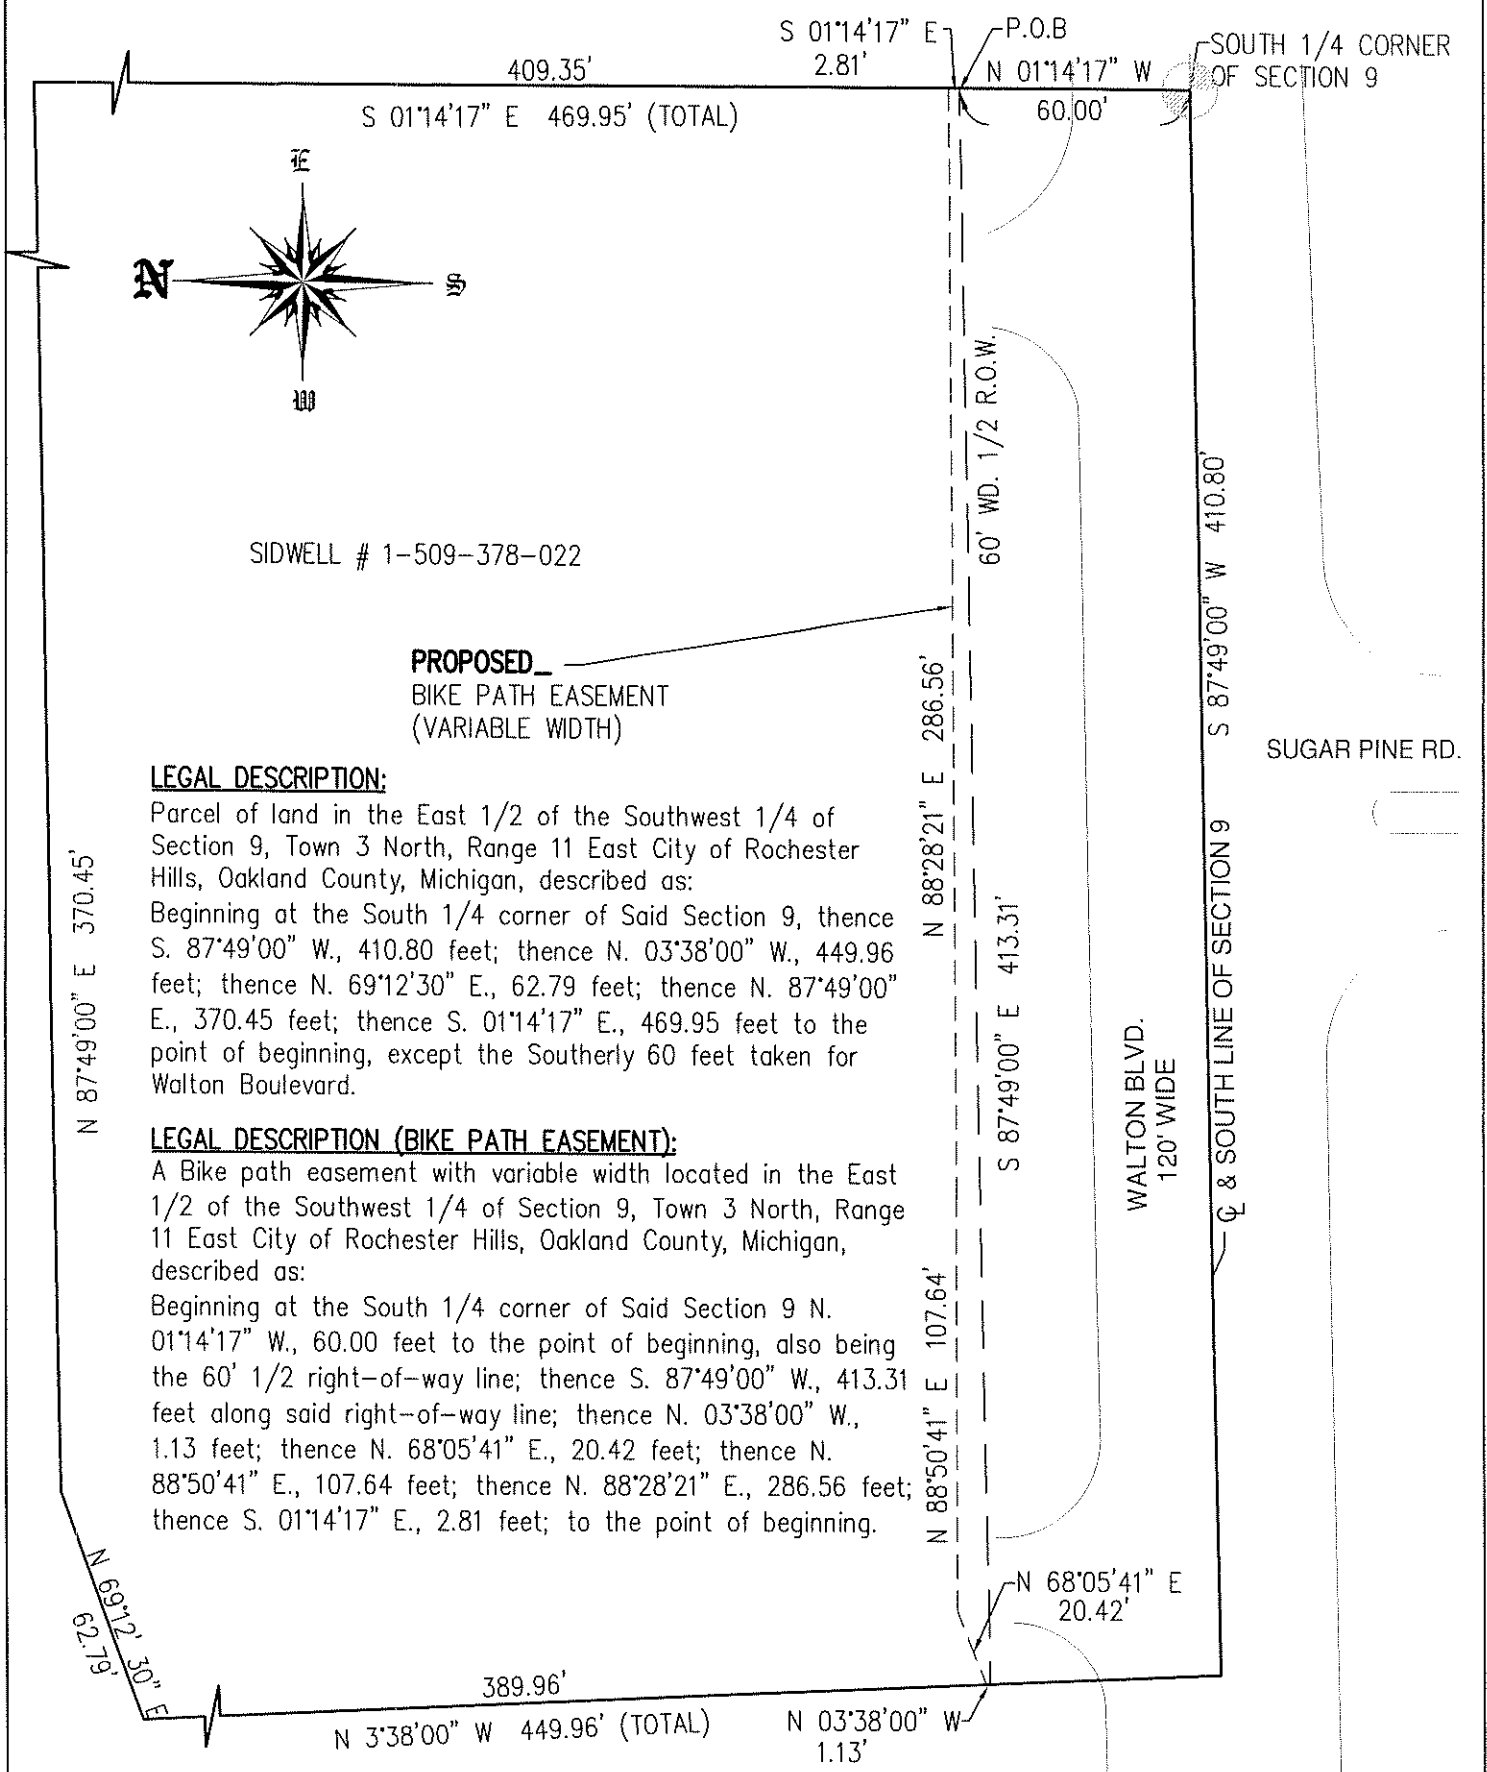 S 01°14'17" E
2.81'
P.O.B
SOUTH 1/4 CORNER
OF SECTION 9
409.35'
N 01°14'17" W
60.00'
S 01°14'17" E 469.95' (TOTAL)
E
N
S
W
60' WD. 1/2 R.O.W.
S 87°49'00" W 410.80'
SIDWELL # 1-509-378-022
PROPOSED_
BIKE PATH EASEMENT
(VARIABLE WIDTH)
N 88°28'21" E 286.56'
SUGAR PINE RD.
LEGAL DESCRIPTION:
Parcel of land in the East 1/2 of the Southwest 1/4 of
Section 9, Town 3 North, Range 11 East City of Rochester
Hills, Oakland County, Michigan, described as:
Beginning at the South 1/4 corner of Said Section 9, thence
S. 87°49'00" W., 410.80 feet; thence N. 03°38'00" W., 449.96
feet; thence N. 69°12'30" E., 62.79 feet; thence N. 87°49'00"
E., 370.45 feet; thence S. 01°14'17" E., 469.95 feet to the
point of beginning, except the Southerly 60 feet taken for
Walton Boulevard.
N 87°49'00" E 370.45'
S 87°49'00" E 413.31'
WALTON BLVD.
120' WIDE
℄ & SOUTH LINE OF SECTION 9
LEGAL DESCRIPTION (BIKE PATH EASEMENT):
A Bike path easement with variable width located in the East
1/2 of the Southwest 1/4 of Section 9, Town 3 North, Range
11 East City of Rochester Hills, Oakland County, Michigan,
described as:
Beginning at the South 1/4 corner of Said Section 9 N.
01°14'17" W., 60.00 feet to the point of beginning, also being
the 60' 1/2 right-of-way line; thence S. 87°49'00" W., 413.31
feet along said right-of-way line; thence N. 03°38'00" W.,
1.13 feet; thence N. 68°05'41" E., 20.42 feet; thence N.
88°50'41" E., 107.64 feet; thence N. 88°28'21" E., 286.56 feet;
thence S. 01°14'17" E., 2.81 feet; to the point of beginning.
N 88°50'41" E 107.64'
N 68°05'41" E
20.42'
N 69°12' 30" E
62.79'
389.96'
N 3°38'00" W 449.96' (TOTAL)
N 03°38'00" W
1.13'